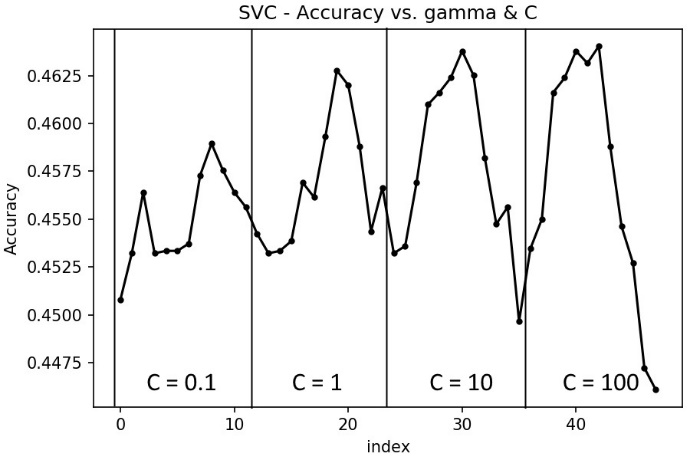 SVC - Accuracy vs. gamma & C
Accuracy
0.4625
0.4600
0.4575
0.4550
0.4525
0.4500
0.4475
C = 0.1
C = 1
C = 10
C = 100
0
10
20
30
40
index